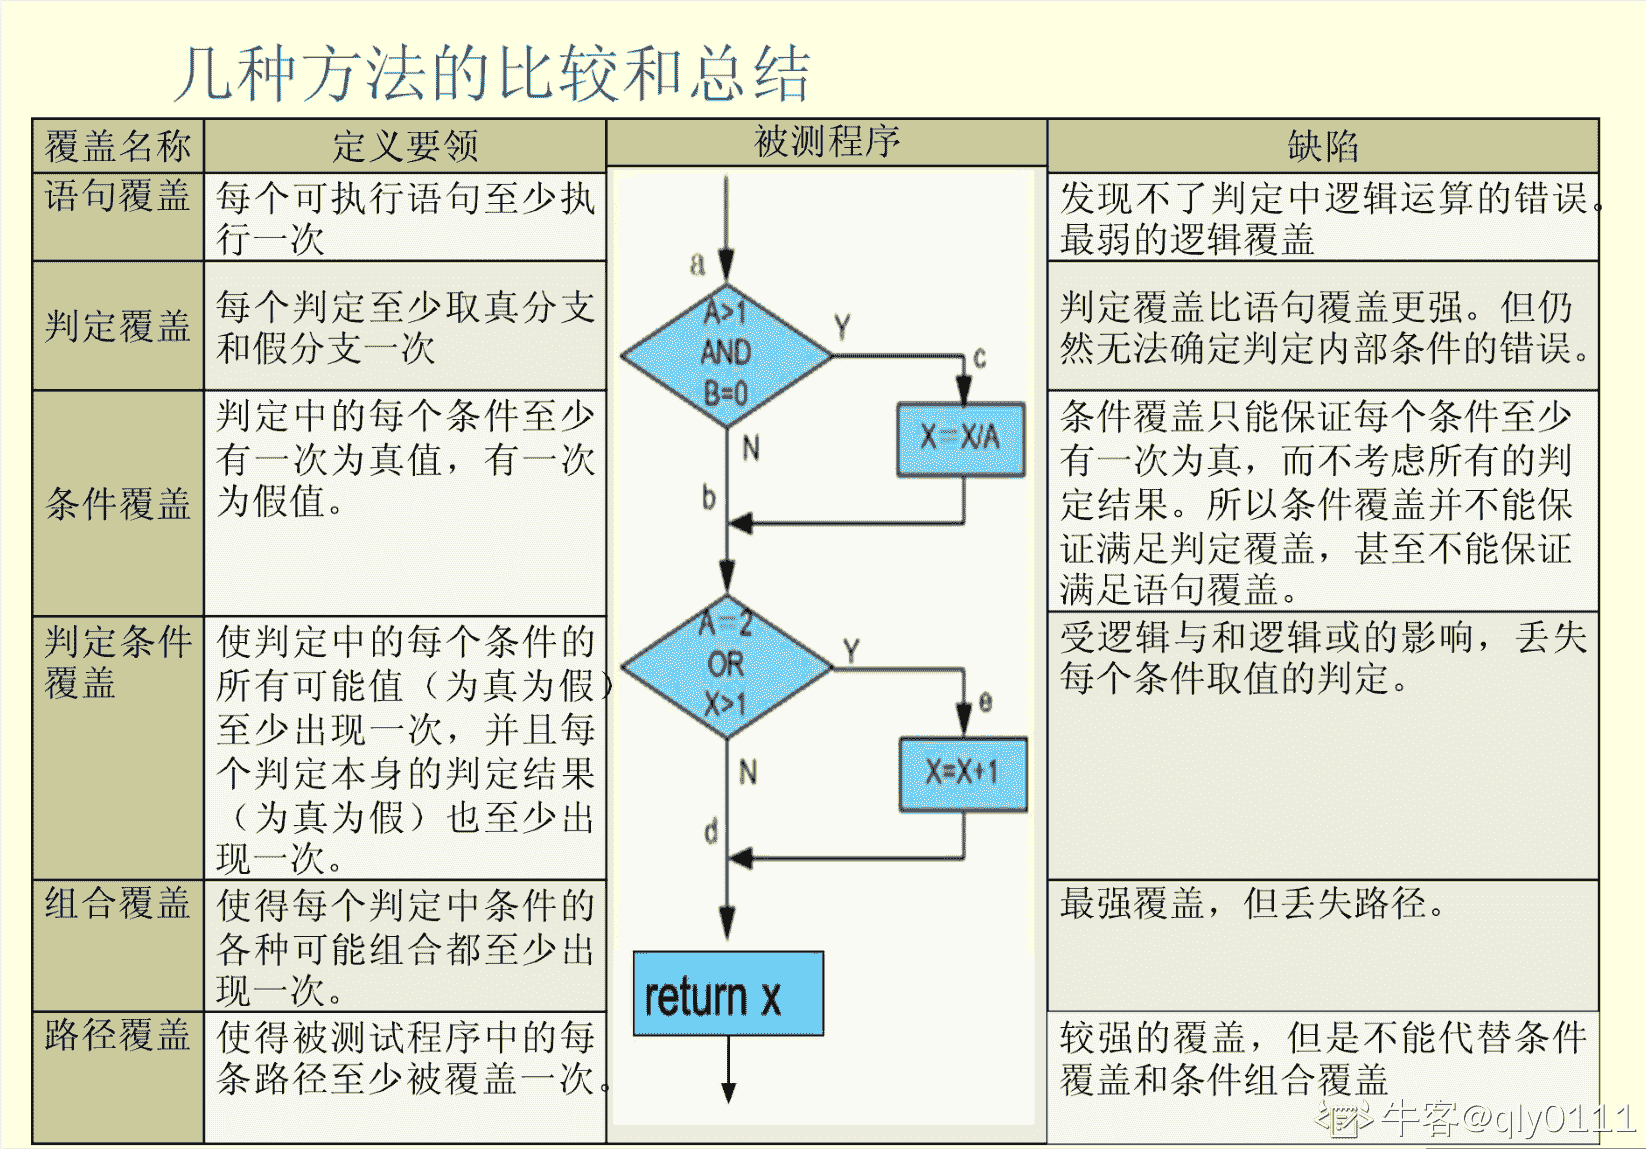 几种方法的比较和总结
覆盖名称
定义要领
被测程序
缺陷
语句覆盖
每个可执行语句至少执
行一次
发现不了判定中逻辑运算的错误。
最弱的逻辑覆盖
判定覆盖
每个判定至少取真分支
和假分支一次
判定覆盖比语句覆盖更强。但仍
然无法确定判定内部条件的错误。
条件覆盖
判定中的每个条件至少
有一次为真值，有一次
为假值。
条件覆盖只能保证每个条件至少
有一次为真，而不考虑所有的判
定结果。所以条件覆盖并不能保
证满足判定覆盖，甚至不能保证
满足语句覆盖。
判定条件
覆盖
使判定中的每个条件的
所有可能值（为真为假）
至少出现一次，并且每
个判定本身的判定结果
（为真为假）也至少出
现一次。
受逻辑与和逻辑或的影响，丢失
每个条件取值的判定。
组合覆盖
使得每个判定中条件的
各种可能组合都至少出
现一次。
最强覆盖，但丢失路径。
路径覆盖
使得被测试程序中的每
条路径至少被覆盖一次。
较强的覆盖，但是不能代替条件
覆盖和条件组合覆盖
a
A>1
AND
B=0
Y
c
X=X/A
N
b
A=2
OR
X>1
Y
e
X=X+1
N
d
return x
牛客@qly0111